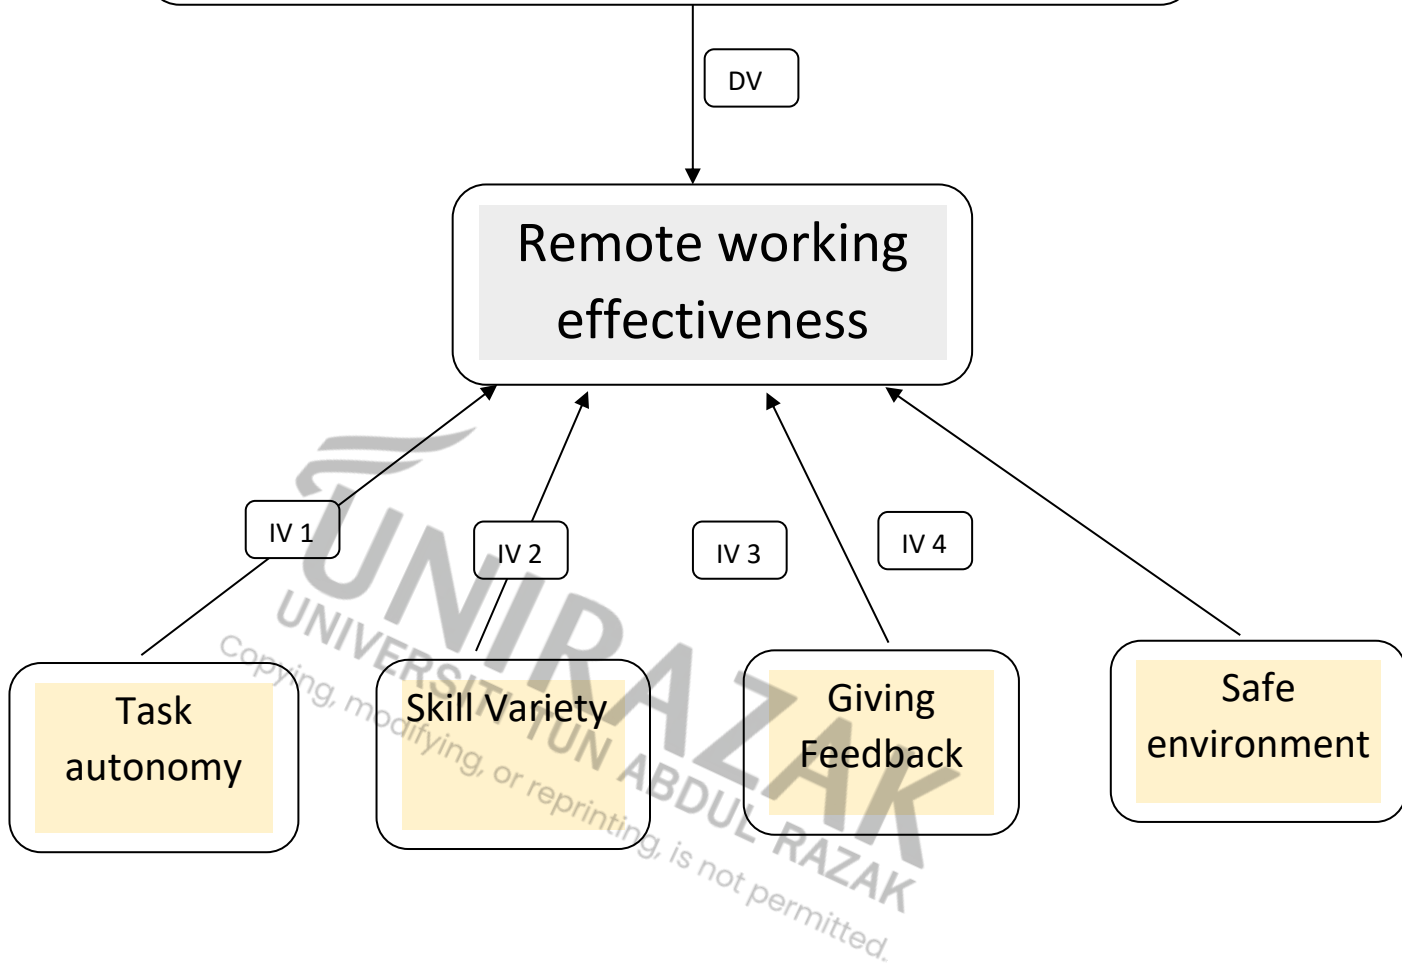 DV
Remote working
effectiveness
IV 1
IV 2
IV 3
IV 4
Task
autonomy
Skill Variety
Giving
Feedback
Safe
environment
UNIRAZAK
UNIVERSITI TUN ABDUL RAZAK
Copying, modifying, or reprinting, is not permitted.